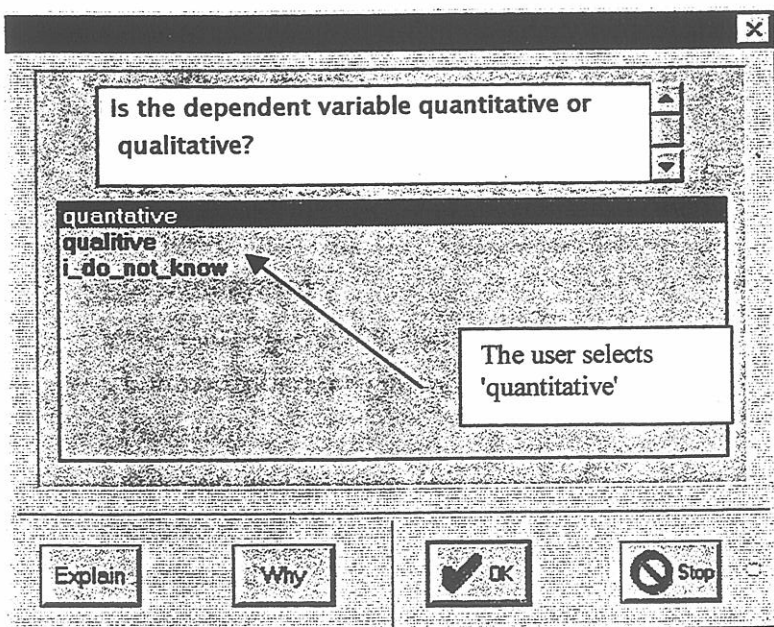 Is the dependent variable quantitative or
qualitative?
quantative
qualitive
i_do_not_know
The user selects
'quantitative'
Explain
Why
OK
Stop